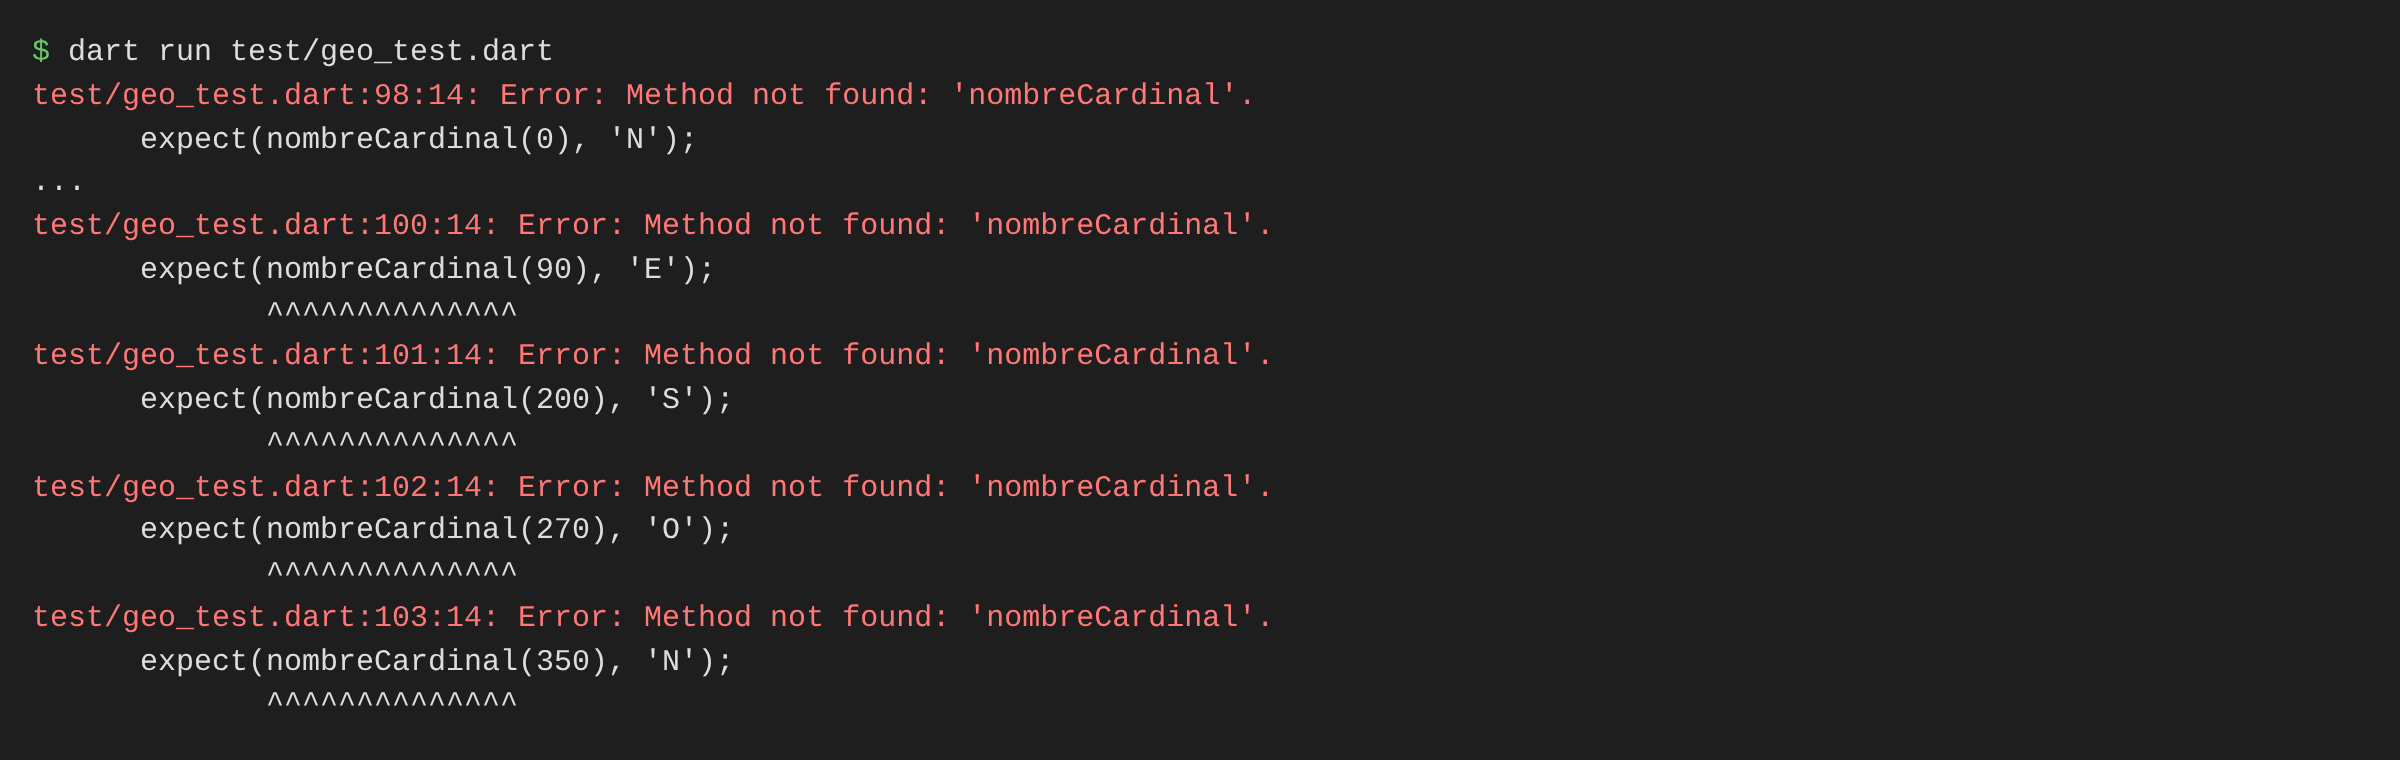 $ dart run test/geo_test.dart
test/geo_test.dart:98:14: Error: Method not found: 'nombreCardinal'.
      expect(nombreCardinal(0), 'N');
...
test/geo_test.dart:100:14: Error: Method not found: 'nombreCardinal'.
      expect(nombreCardinal(90), 'E');
             ^^^^^^^^^^^^^^
test/geo_test.dart:101:14: Error: Method not found: 'nombreCardinal'.
      expect(nombreCardinal(200), 'S');
             ^^^^^^^^^^^^^^
test/geo_test.dart:102:14: Error: Method not found: 'nombreCardinal'.
      expect(nombreCardinal(270), 'O');
             ^^^^^^^^^^^^^^
test/geo_test.dart:103:14: Error: Method not found: 'nombreCardinal'.
      expect(nombreCardinal(350), 'N');
             ^^^^^^^^^^^^^^